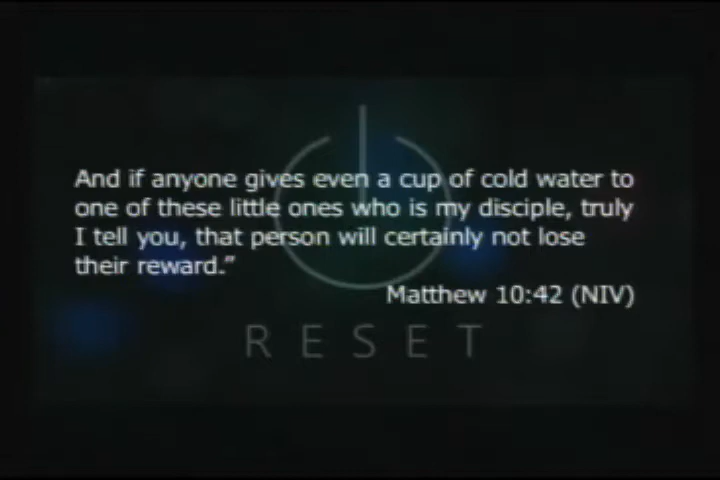 And if anyone gives even a cup of cold water to
one of these little ones who is my disciple, truly
I tell you, that person will certainly not lose
their reward.”
Matthew 10:42 (NIV)
RESET